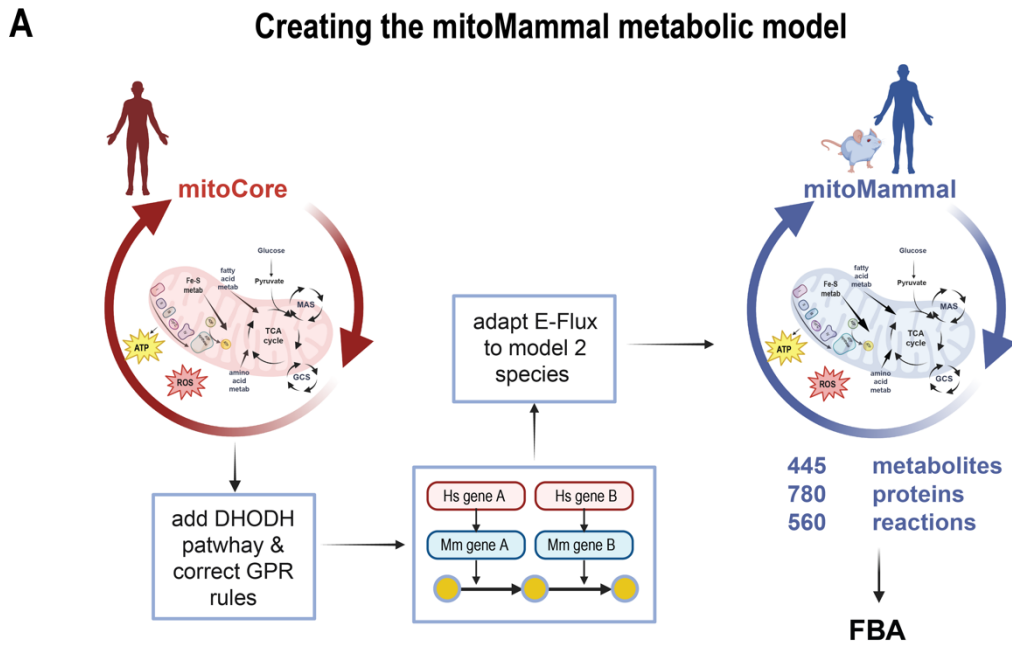 A
Creating the mitoMammal metabolic model
mitoCore
mitoMammal
Glucose
Pyruvate
fatty
acid
metab
Fe-S
metab
MAS
TCA
cycle
ATP
ROS
amino
acid
metab
GCS
Glucose
Pyruvate
fatty
acid
metab
Fe-S
metab
MAS
TCA
cycle
ATP
ROS
amino
acid
metab
GCS
add DHODH
patwhay &
correct GPR
rules
Hs gene A
Hs gene B
Mm gene A
Mm gene B
adapt E-Flux
to model 2
species
445 metabolites
780 proteins
560 reactions
FBA